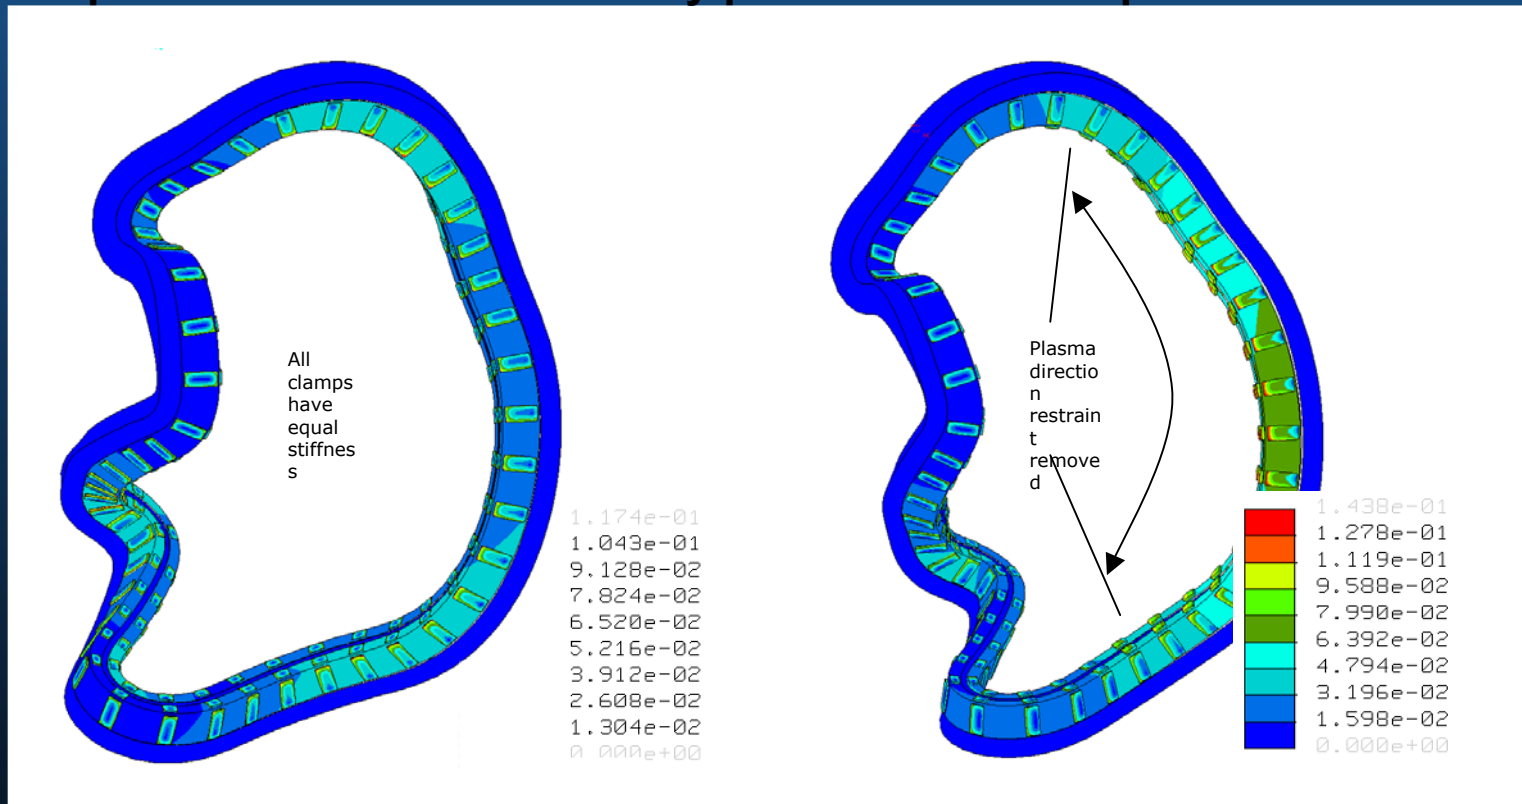 All
clamps
have
equal
stiffnes
s
1.174e-01
1.043e-01
9.128e-02
7.824e-02
6.520e-02
5.216e-02
3.912e-02
2.608e-02
1.304e-02
0.000e+00
Plasma
directio
n
restrain
t
remove
d
1.438e-01
1.278e-01
1.119e-01
9.588e-02
7.990e-02
6.392e-02
4.794e-02
3.196e-02
1.598e-02
0.000e+00